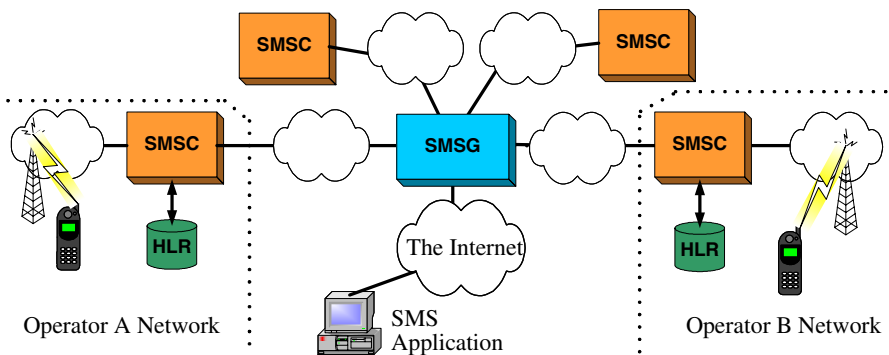 SMSC
SMSC
SMSC
SMSG
SMSC
HLR
The Internet
HLR
Operator A Network
SMS
Application
Operator B Network